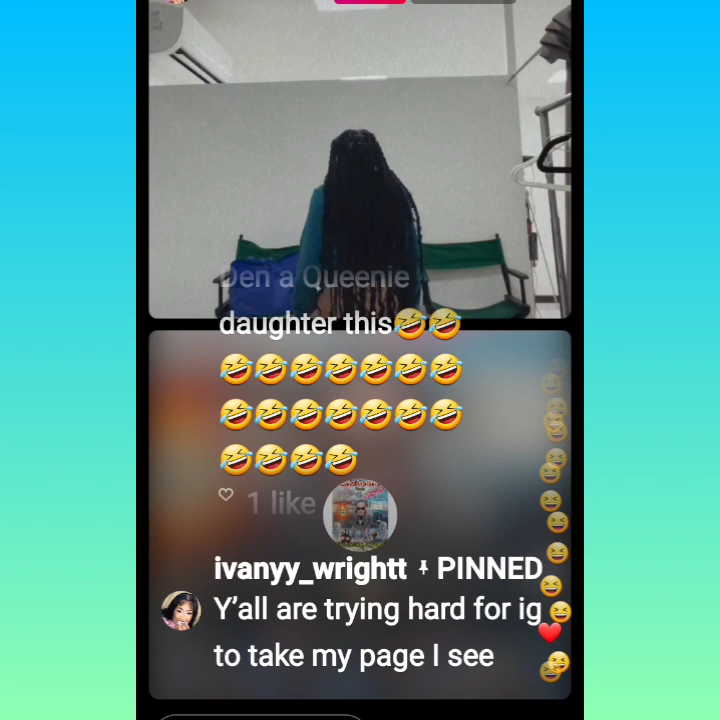 Den a Queenie
daughter this🤣🤣
🤣🤣🤣🤣🤣🤣🤣
🤣🤣🤣🤣🤣🤣🤣
🤣🤣🤣🤣
1 like
ivanyy_wrightt PINNED
Y’all are trying hard for ig
to take my page I see